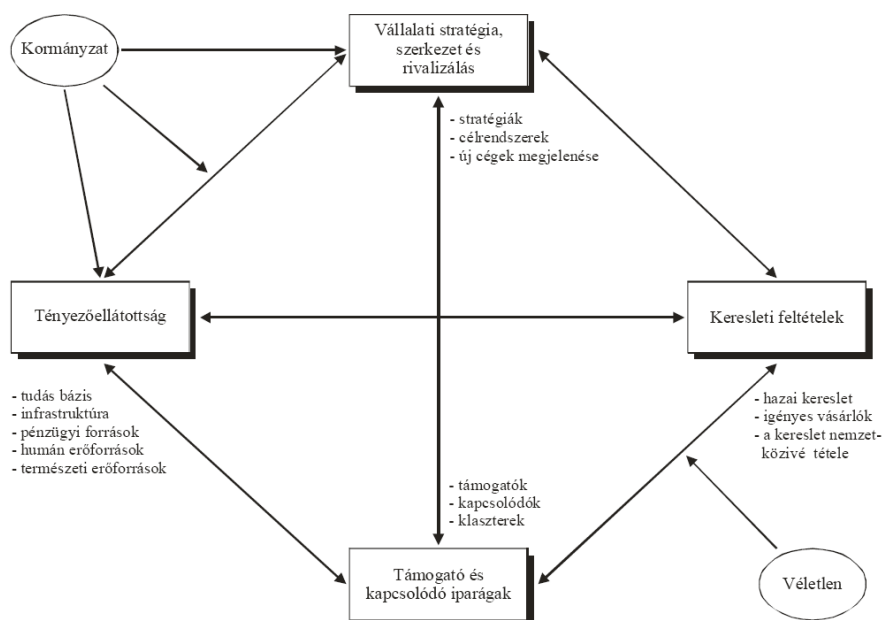 Kormányzat
Vállalati stratégia,
szerkezet és
rivalizálás
- stratégiák
- célrendszerek
- új cégek megjelenése
Tényezőellátottság
Keresleti feltételek
- tudás bázis
- infrastruktúra
- pénzügyi források
- humán erőforrások
- természeti erőforrások
- hazai kereslet
- igényes vásárlók
- a kereslet nemzet-
közivé tétele
- támogatók
- kapcsolódók
- klaszterek
Támogató és
kapcsolódó iparágak
Véletlen